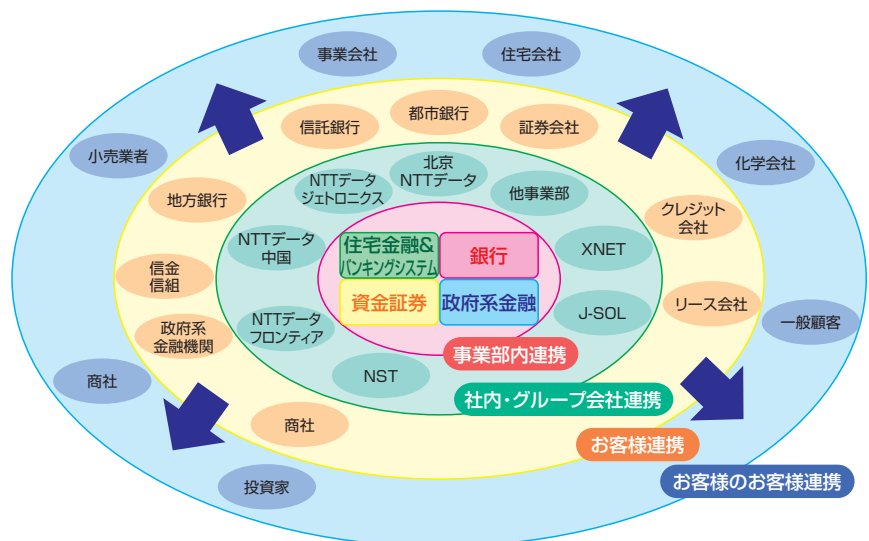 事業会社
住宅会社
小売業者
化学会社
一般顧客
商社
投資家
都市銀行
信託銀行
証券会社
地方銀行
クレジット
会社
信金
信組
リース会社
政府系
金融機関
商社
北京
NTTデータ
NTTデータ
ジェトロニクス
他事業部
NTTデータ
中国
XNET
NTTデータ
フロンティア
J-SOL
NST
住宅金融&
バンキングシステム
銀行
資金証券
政府系金融
事業部内連携
社内・グループ会社連携
お客様連携
お客様のお客様連携